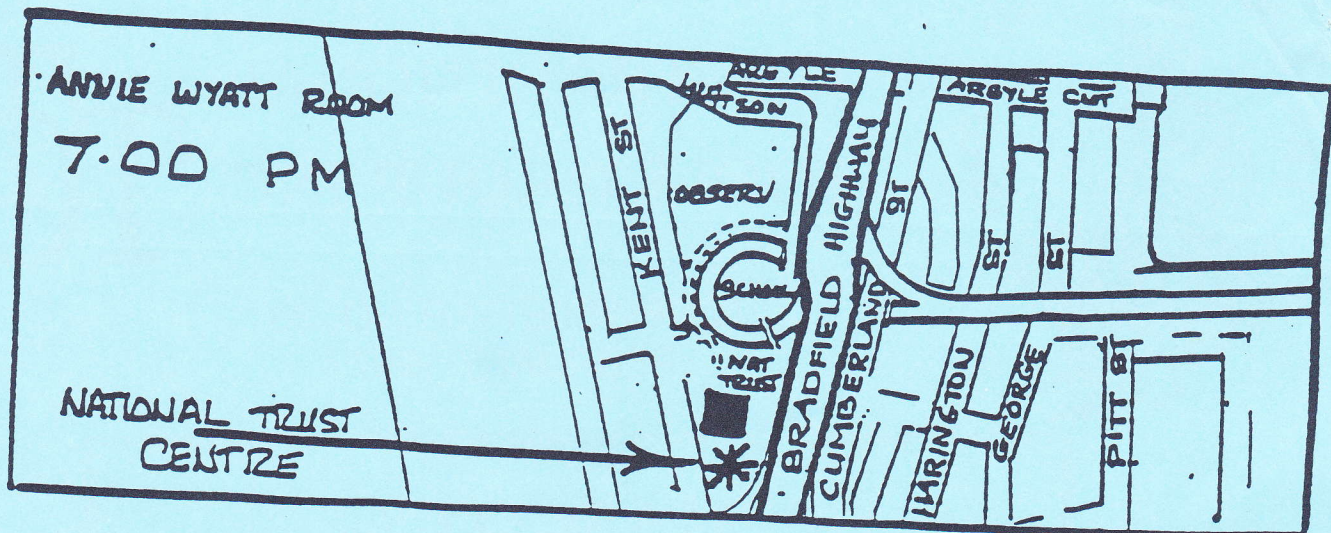 ANNIE WYATT ROOM
7.00 PM
NATIONAL TRUST
CENTRE
KENT ST
ARGYLE
WATSON
OBSERV
SCHOOL
NAT
TRUST
BRADFIELD HIGHWAY
CUMBERLAND
ST
ARGYLE CUT
ST
ST
HARINGTON
GEORGE
PITT ST